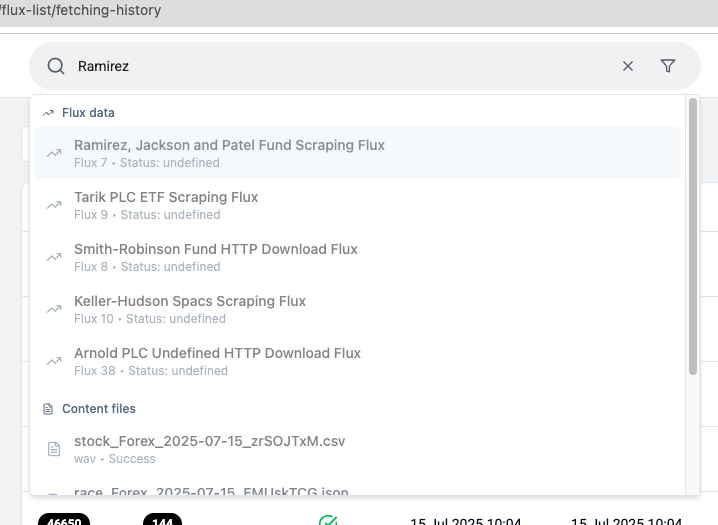 /flux-list/fetching-history
Ramirez
Flux data
Ramirez, Jackson and Patel Fund Scraping Flux
Flux 7 • Status: undefined
Tarik PLC ETF Scraping Flux
Flux 9 • Status: undefined
Smith-Robinson Fund HTTP Download Flux
Flux 8 • Status: undefined
Keller-Hudson Spacs Scraping Flux
Flux 10 • Status: undefined
Arnold PLC Undefined HTTP Download Flux
Flux 38 • Status: undefined
Content files
stock_Forex_2025-07-15_zrSOJTxM.csv
wav • Success
race_Forex_2025-07-15_FMUskTCG.json
46650 144 15 Jul 2025 10:04 15 Jul 2025 10:04